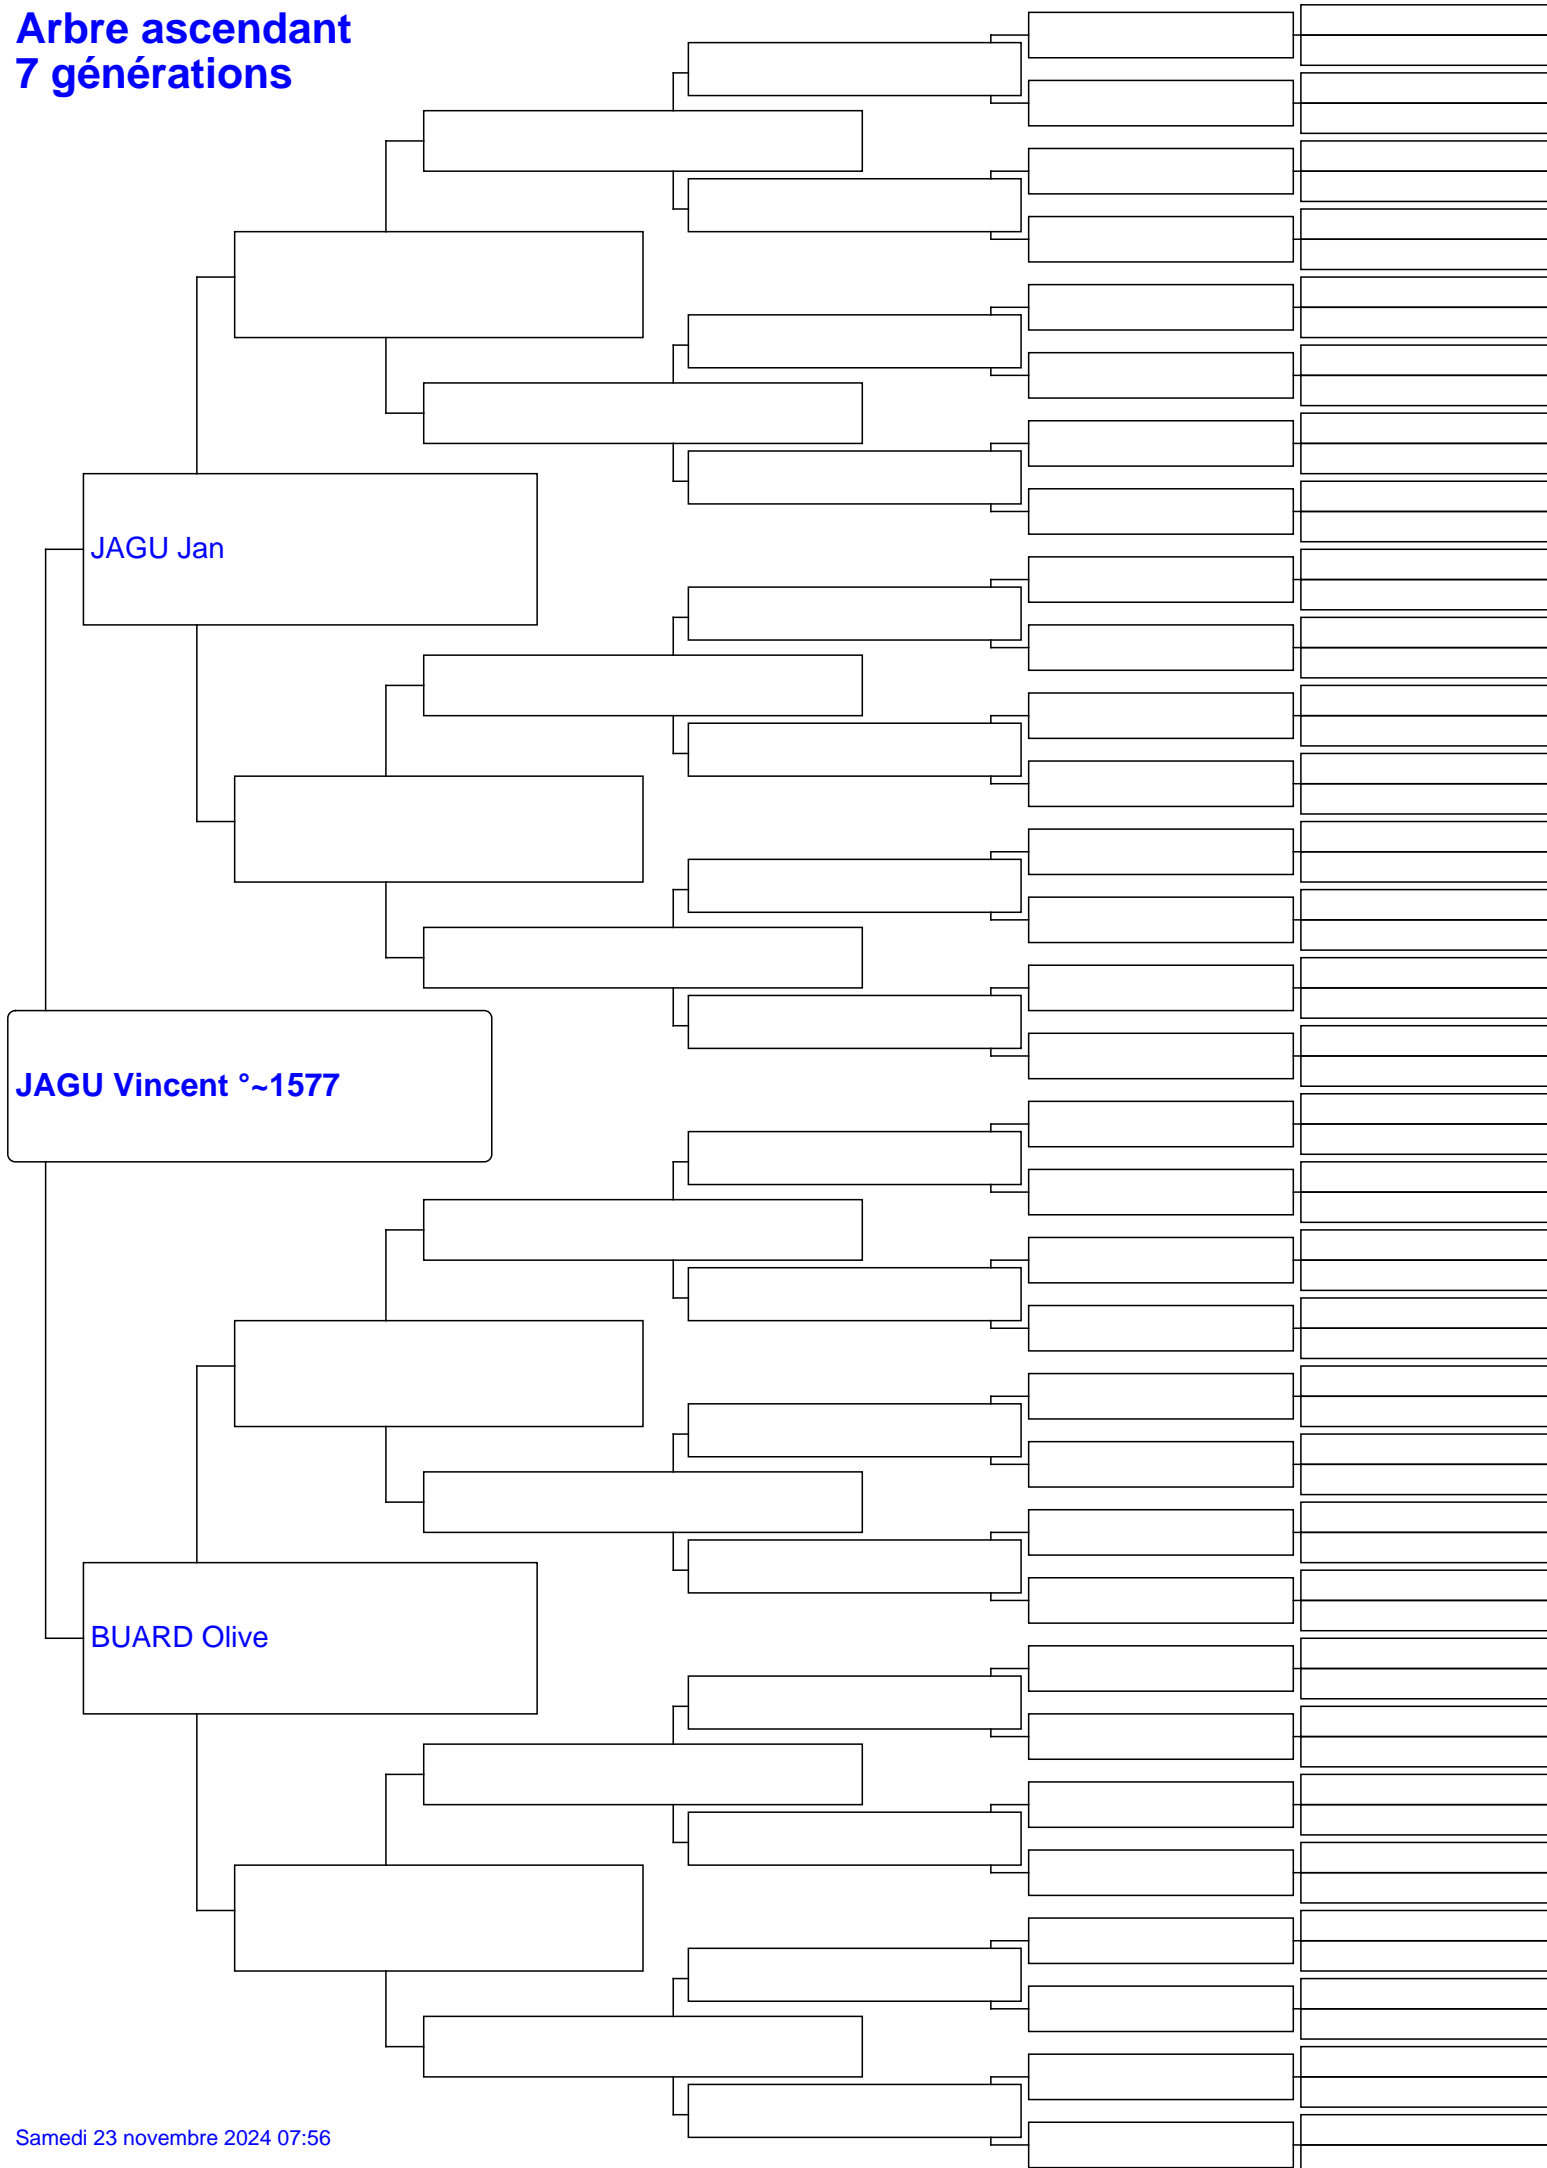 Arbre ascendant
7 générations
JAGU Jan
JAGU Vincent °~1577
BUARD Olive
Samedi 23 novembre 2024 07:56